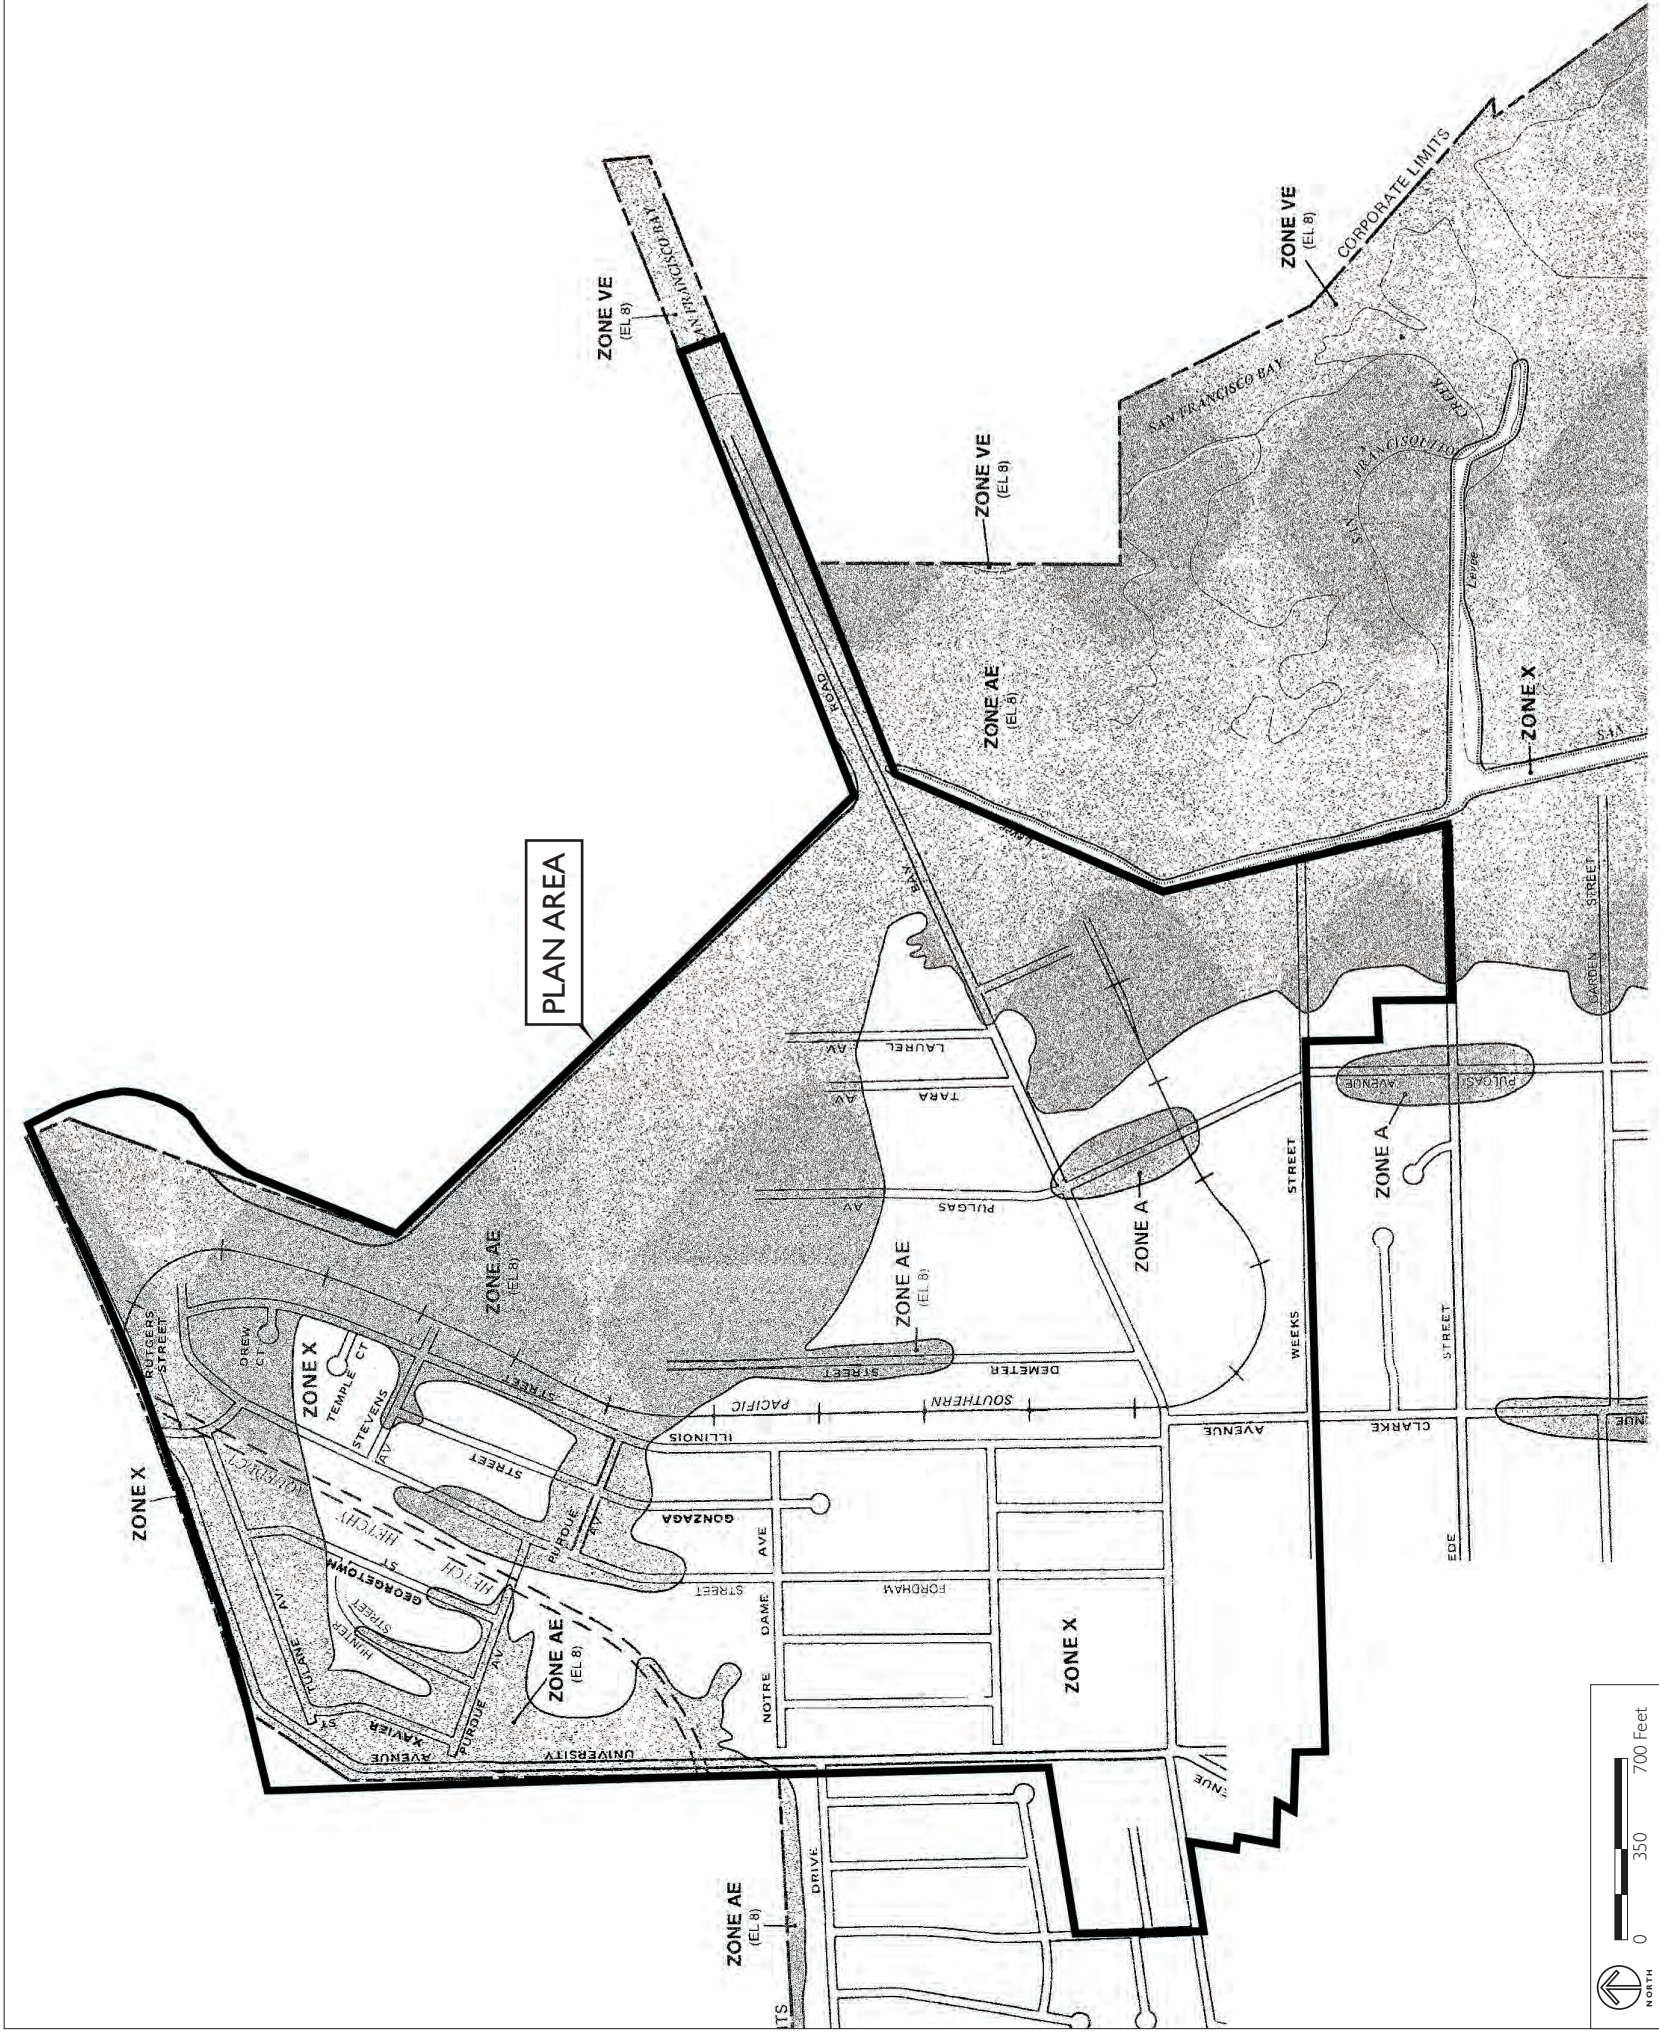 PLAN AREA
ZONE X
RUTGERS
STREET
DREW
CT
ZONE X
TEMPLE
CT
STEVENS
AV
STREET
STREET
ZONE AE
(EL 8)
HETCH
HETCHY
TULANE
AV
GEORGETOWN
ST
HUNTER
STREET
XAVIER
ST
PURDUE
AV
PURDUE
AV
ZONE AE
(EL 8)
UNIVERSITY
AVENUE
ILLINOIS
GONZAGA
SOUTHERN
PACIFIC
DEMETER
STREET
ZONE AE
(EL 8)
PULGAS
AV
TARA
AV
LAUREL
AV
BAY
ROAD
ZONE VE
(EL 8)
SAN FRANCISCO BAY
ZONE VE
(EL 8)
ZONE AE
(EL 8)
ZONE VE
(EL 8)
CORPORATE LIMITS
SAN FRANCISCO BAY
SAN
FRANCISQUITO
CREEK
Levee
ZONE X
SAN
NOTRE
DAME
AVE
FORDHAM
STREET
ZONE X
ZONE A
WEEKS
STREET
AVENUE
CLARKE
STREET
ZONE A
PULGAS
AVENUE
GARDEN
STREET
NUE
EDE
NUE
DRIVE
ZONE AE
(EL 8)
ITS
0 350 700 Feet
NORTH